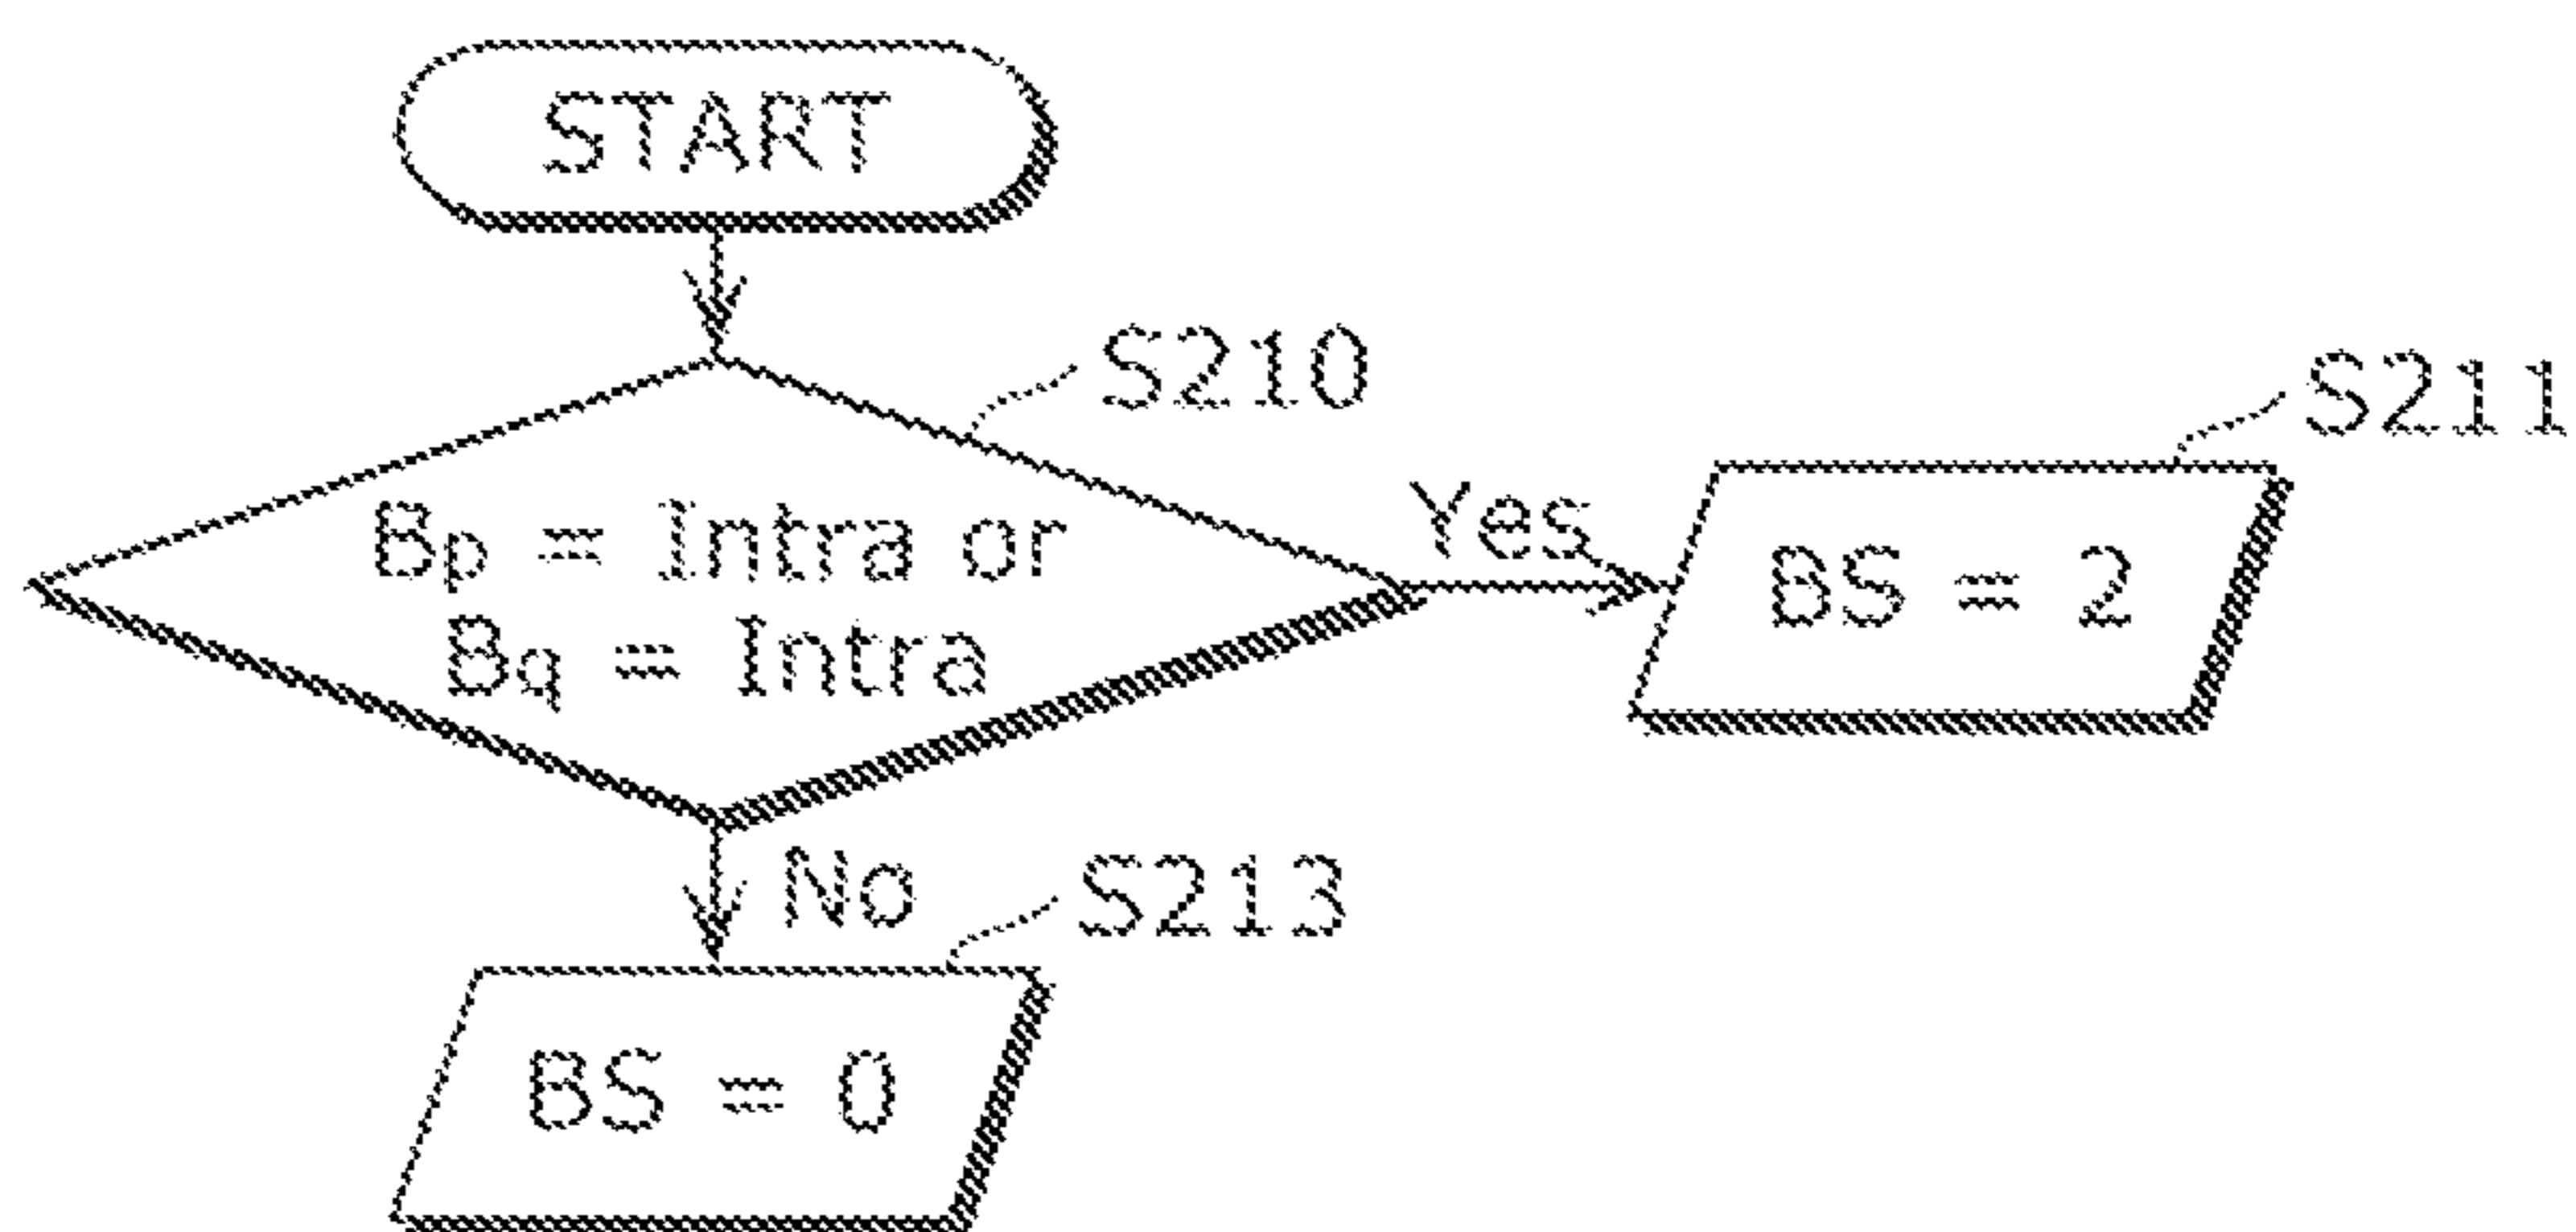 START
S210
S211
Bp = Intra or
Bq = Intra
Yes
BS = 2
No
S213
BS = 0